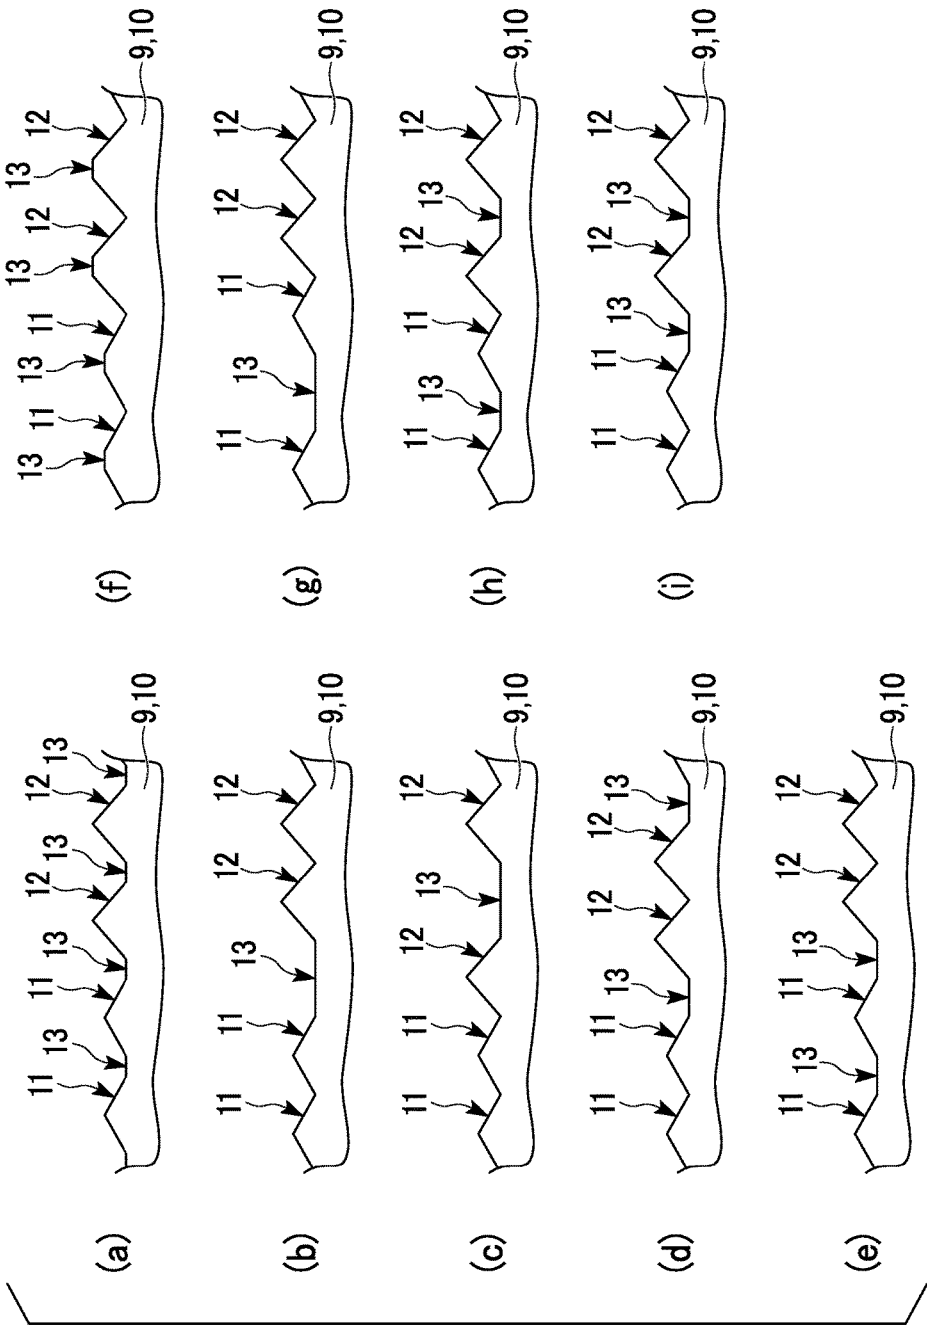 (a) 11 13 11 13 12 13 12 13 9,10
(b) 11 11 13 12 12 9,10
(c) 11 11 12 13 12 9,10
(d) 11 11 13 12 12 13 9,10
(e) 11 13 11 13 12 12 9,10
(f) 13 11 13 11 13 12 13 12 9,10
(g) 11 13 11 12 12 9,10
(h) 11 13 11 12 13 12 9,10
(i) 11 11 13 12 13 12 9,10